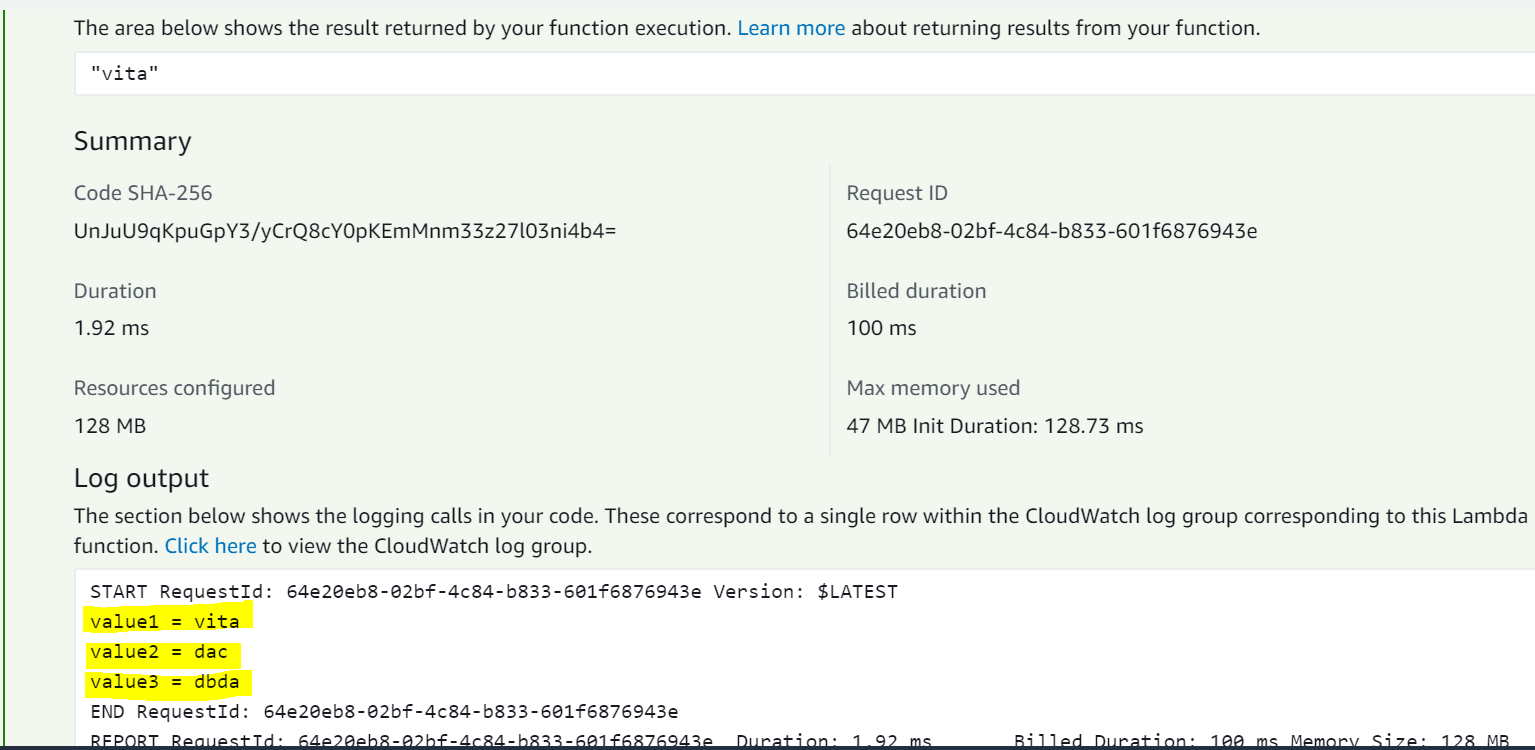 The area below shows the result returned by your function execution. Learn more about returning results from your function.
"vita"
Summary
Code SHA-256
UnJuU9qKpuGpY3/yCrQ8cY0pKEmMnm33z27l03ni4b4=
Request ID
64e20eb8-02bf-4c84-b833-601f6876943e
Duration
1.92 ms
Billed duration
100 ms
Resources configured
128 MB
Max memory used
47 MB Init Duration: 128.73 ms
Log output
The section below shows the logging calls in your code. These correspond to a single row within the CloudWatch log group corresponding to this Lambda
function. Click here to view the CloudWatch log group.
START RequestId: 64e20eb8-02bf-4c84-b833-601f6876943e Version: $LATEST
value1 = vita
value2 = dac
value3 = dbda
END RequestId: 64e20eb8-02bf-4c84-b833-601f6876943e
REPORT RequestId: 64e20eb8-02bf-4c84-b833-601f6876943e Duration: 1.92 ms Billed Duration: 100 ms Memory Size: 128 MB